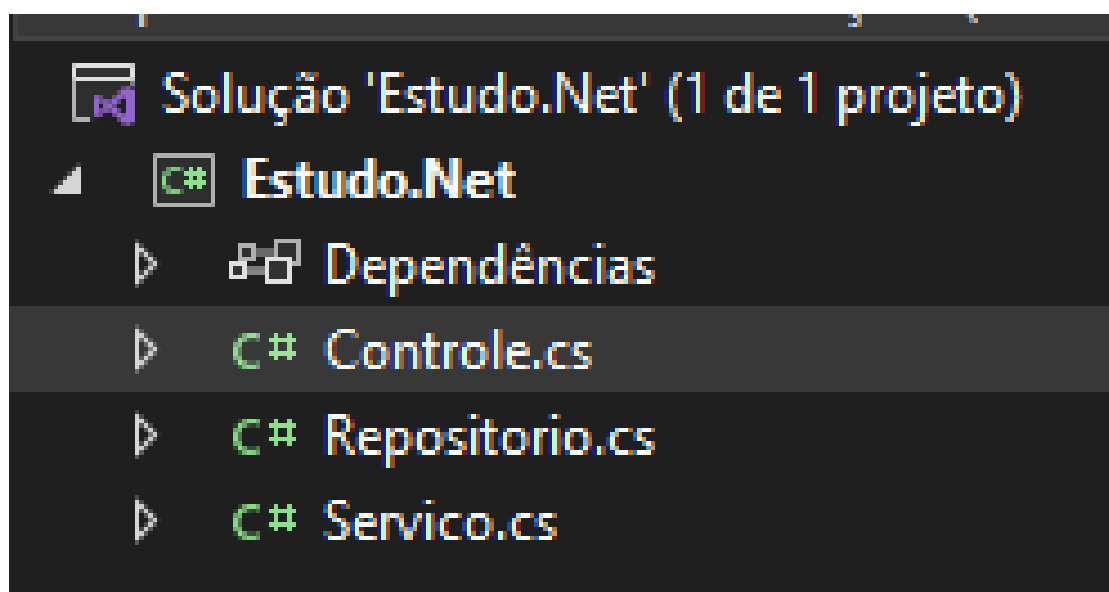 Solução 'Estudo.Net' (1 de 1 projeto)
C# Estudo.Net
Dependências
C# Controle.cs
C# Repositorio.cs
C# Servico.cs